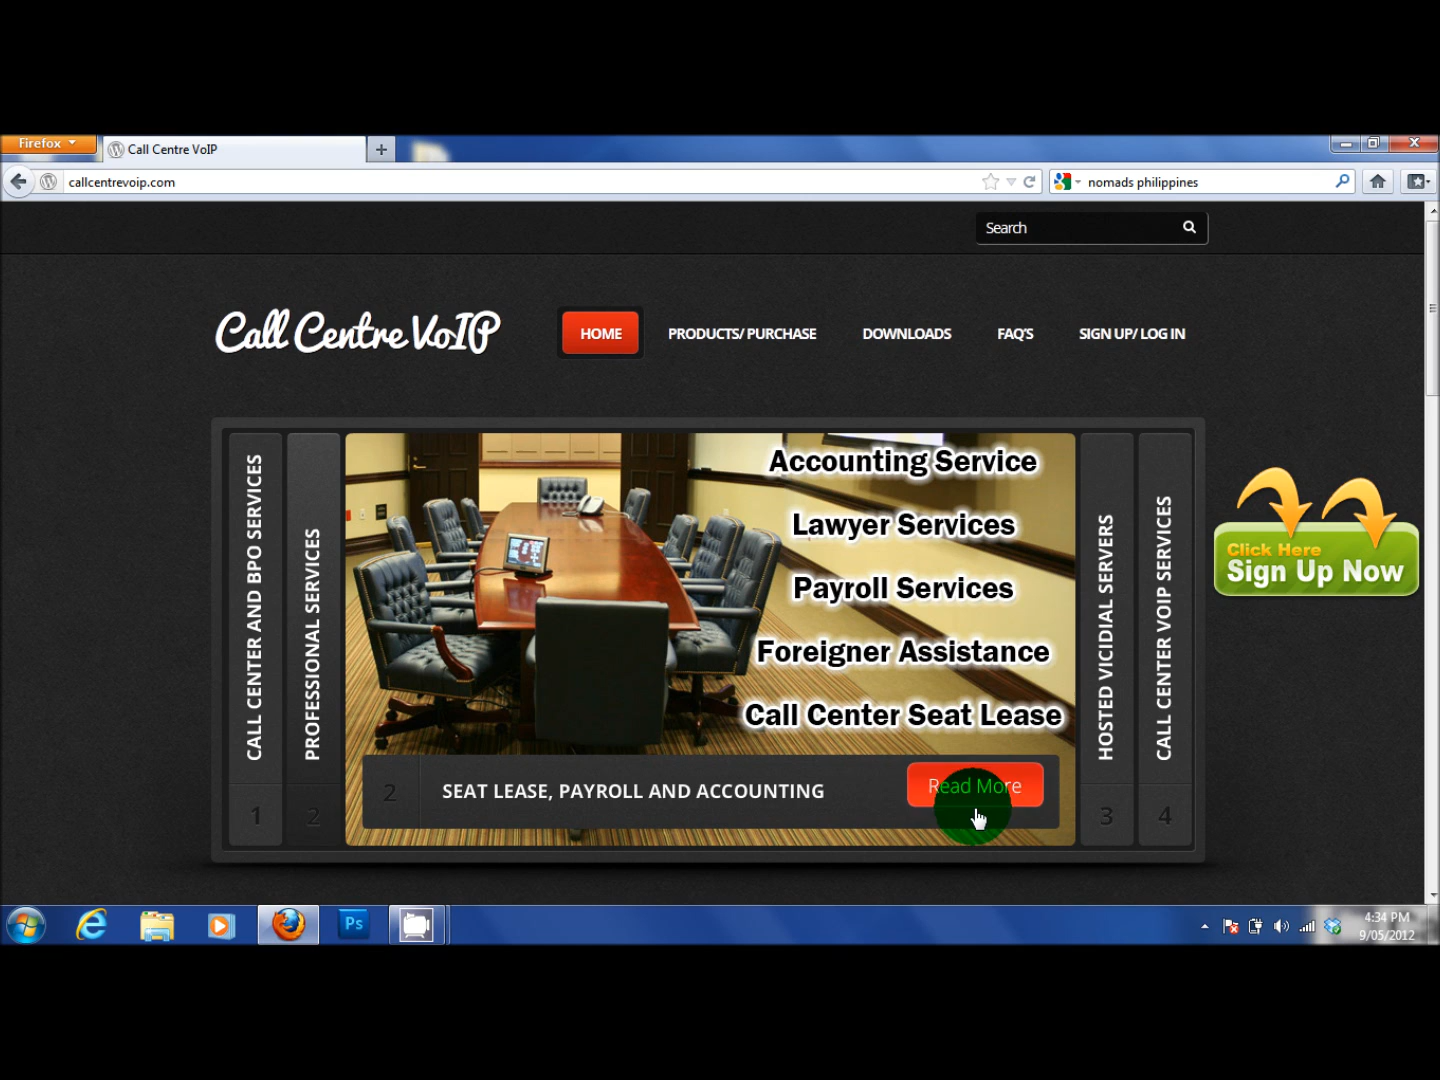 Firefox
Call Centre VoIP
callcentrevoip.com
nomads philippines
Search
Call Centre VoIP
HOME
PRODUCTS/ PURCHASE
DOWNLOADS
FAQ'S
SIGN UP/ LOG IN
CALL CENTER AND BPO SERVICES
1
PROFESSIONAL SERVICES
2
Accounting Service
Lawyer Services
Payroll Services
Foreigner Assistance
Call Center Seat Lease
2
SEAT LEASE, PAYROLL AND ACCOUNTING
Read More
HOSTED VICIDIAL SERVERS
3
CALL CENTER VOIP SERVICES
4
Click Here
Sign Up Now
Ps
4:34 PM
9/05/2012